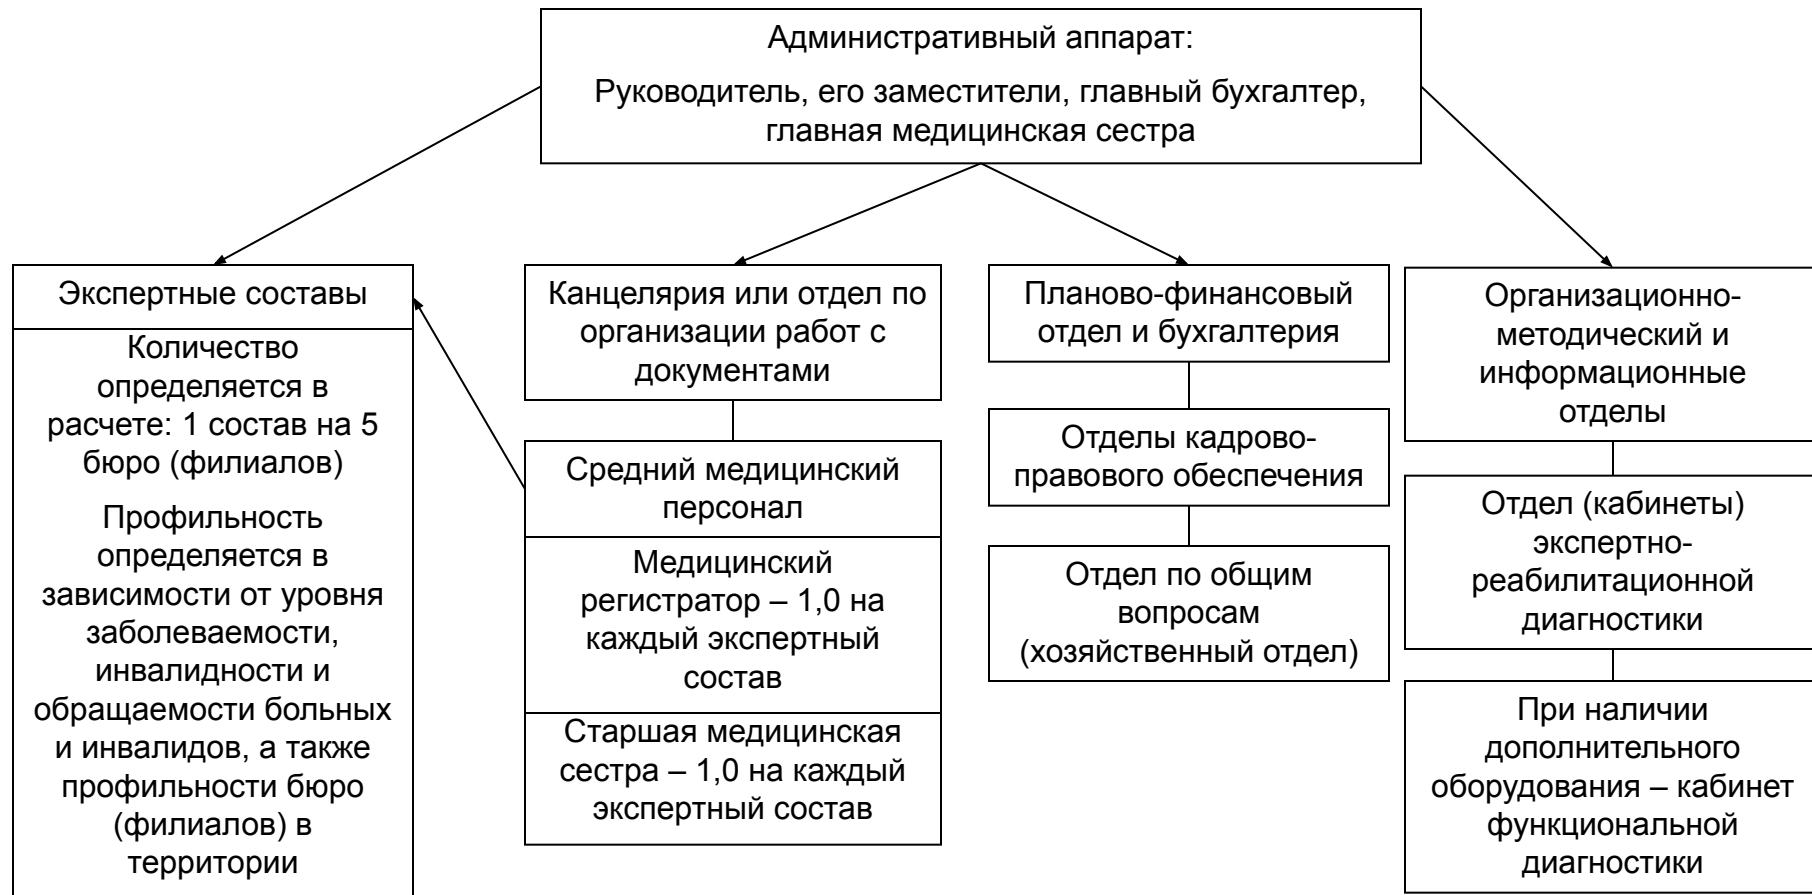 Административный аппарат:
Руководитель, его заместители, главный бухгалтер,
главная медицинская сестра
Экспертные составы
Количество
определяется в
расчете: 1 состав на 5
бюро (филиалов)
Профильность
определяется в
зависимости от уровня
заболеваемости,
инвалидности и
обращаемости больных
и инвалидов, а также
профильности бюро
(филиалов) в
территории
Канцелярия или отдел по
организации работ с
документами
Средний медицинский
персонал
Медицинский
регистратор – 1,0 на
каждый экспертный
состав
Старшая медицинская
сестра – 1,0 на каждый
экспертный состав
Планово-финансовый
отдел и бухгалтерия
Отделы кадрово-
правового обеспечения
Отдел по общим
вопросам
(хозяйственный отдел)
Организационно-
методический и
информационные
отделы
Отдел (кабинеты)
экспертно-
реабилитационной
диагностики
При наличии
дополнительного
оборудования – кабинет
функциональной
диагностики